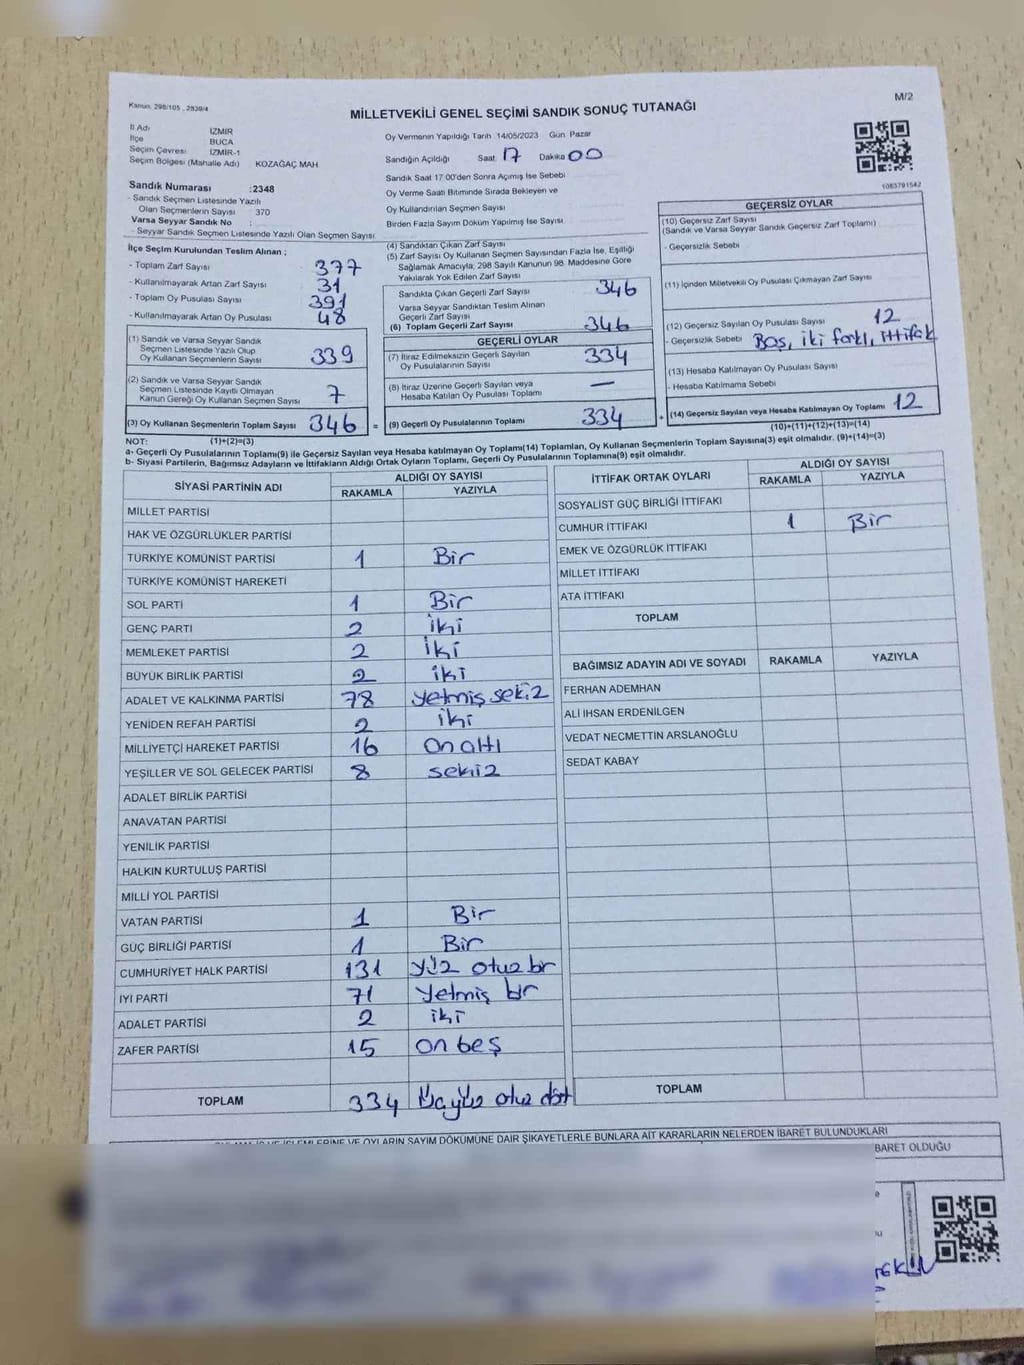 Kanun, 298/105 , 2839/4
M/2
MİLLETVEKİLİ GENEL SEÇİMİ SANDIK SONUÇ TUTANAĞI
İl Adı İZMİR
İlçe BUCA
Seçim Çevresi İZMİR-1
Seçim Bölgesi (Mahalle Adı) KOZAĞAÇ MAH
Sandık Numarası :2348
- Sandık Seçmen Listesinde Yazılı
Olan Seçmenlerin Sayısı 370
Varsa Seyyar Sandık No :
- Seyyar Sandık Seçmen Listesinde Yazılı Olan Seçmen Sayısı
Oy Vermenin Yapıldığı Tarih 14/05/2023 Gün Pazar
Sandığın Açıldığı Saat 17 Dakika 00
Sandık Saat 17 00'den Sonra Açımış İse Sebebi
Oy Verme Saati Bitiminde Sırada Bekleyen ve
Oy Kullandırılan Seçmen Sayısı
Birden Fazla Sayım Döküm Yapılmış İse Sayısı
1083791542
İlçe Seçim Kurulundan Teslim Alınan ;
- Toplam Zarf Sayısı 377
- Kullanılmayarak Artan Zarf Sayısı 31
- Toplam Oy Pusulası Sayısı 391
- Kullanılmayarak Artan Oy Pusulası 48
(1) Sandık ve Varsa Seyyar Sandık
Seçmen Listesinde Yazılı Olup
Oy Kullanan Seçmenlerin Sayısı 339
(2) Sandık ve Varsa Seyyar Sandık
Seçmen Listesinde Kayıtlı Olmayan
Kanun Gereği Oy Kullanan Seçmen Sayısı 7
(3) Oy Kullanan Seçmenlerin Toplam Sayısı 346 =
(4) Sandıktan Çıkan Zarf Sayısı
(5) Zarf Sayısı Oy Kullanan Seçmen Sayısından Fazla İse, Eşitliği
Sağlamak Amacıyla, 298 Sayılı Kanunun 98. Maddesine Göre
Yakılarak Yok Edilen Zarf Sayısı
Sandıkta Çıkan Geçerli Zarf Sayısı 346
Varsa Seyyar Sandıktan Teslim Alınan
Geçerli Zarf Sayısı
(6) Toplam Geçerli Zarf Sayısı 346
GEÇERLİ OYLAR
(7) İtiraz Edilmeksizin Geçerli Sayılan
Oy Pusulalarının Sayısı 334
(8) İtiraz Üzerine Geçerli Sayılan veya
Hesaba Katılan Oy Pusulası Toplamı —
(9) Geçerli Oy Pusulalarının Toplamı 334 +
GEÇERSİZ OYLAR
(10) Geçersiz Zarf Sayısı
(Sandık ve Varsa Seyyar Sandık Geçersiz Zarf Toplamı)
- Geçersizlik Sebebi
(11) İçinden Milletvekili Oy Pusulası Çıkmayan Zarf Sayısı
(12) Geçersiz Sayılan Oy Pusulası Sayısı 12
- Geçersizlik Sebebi Boş, iki farklı, ittifak
(13) Hesaba Katılmayan Oy Pusulası Sayısı
- Hesaba Katılmama Sebebi
(14) Geçersiz Sayılan veya Hesaba Katılmayan Oy Toplamı 12
NOT: (1)+(2)=(3) (10)+(11)+(12)+(13)=(14)
a- Geçerli Oy Pusulalarının Toplamı(9) ile Geçersiz Sayılan veya Hesaba katılmayan Oy Toplamı(14) Toplamları, Oy Kullanan Seçmenlerin Toplam Sayısına(3) eşit olmalıdır. (9)+(14)=(3)
b- Siyasi Partilerin, Bağımsız Adayların ve İttifakların Aldığı Ortak Oyların Toplamı, Geçerli Oy Pusulalarının Toplamına(9) eşit olmalıdır.
SİYASİ PARTİNİN ADI ALDIĞI OY SAYISI
RAKAMLA YAZIYLA
MİLLET PARTİSİ
HAK VE ÖZGÜRLÜKLER PARTİSİ
TÜRKİYE KOMÜNİST PARTİSİ 1 Bir
TÜRKİYE KOMÜNİST HAREKETİ
SOL PARTİ 1 Bir
GENÇ PARTİ 2 iki
MEMLEKET PARTİSİ 2 iki
BÜYÜK BİRLİK PARTİSİ 2 iki
ADALET VE KALKINMA PARTİSİ 78 yetmiş sekiz
YENİDEN REFAH PARTİSİ 2 iki
MİLLİYETÇİ HAREKET PARTİSİ 16 on altı
YEŞİLLER VE SOL GELECEK PARTİSİ 8 sekiz
ADALET BİRLİK PARTİSİ
ANAVATAN PARTİSİ
YENİLİK PARTİSİ
HALKIN KURTULUŞ PARTİSİ
MİLLİ YOL PARTİSİ
VATAN PARTİSİ 1 Bir
GÜÇ BİRLİĞİ PARTİSİ 1 Bir
CUMHURİYET HALK PARTİSİ 131 yüz otuz bir
İYİ PARTİ 71 yetmiş bir
ADALET PARTİSİ 2 iki
ZAFER PARTİSİ 15 on beş
TOPLAM 334 Üçyüz otuz dört
İTTİFAK ORTAK OYLARI ALDIĞI OY SAYISI
RAKAMLA YAZIYLA
SOSYALİST GÜÇ BİRLİĞİ İTTİFAKI
CUMHUR İTTİFAKI 1 Bir
EMEK VE ÖZGÜRLÜK İTTİFAKI
MİLLET İTTİFAKI
ATA İTTİFAKI
TOPLAM
BAĞIMSIZ ADAYIN ADI VE SOYADI RAKAMLA YAZIYLA
FERHAN ADEMHAN
ALİ İHSAN ERDENİLGEN
VEDAT NECMETTİN ARSLANOĞLU
SEDAT KABAY
TOPLAM
İŞLEMLERİNE VE OYLARIN SAYIM DÖKÜMÜNE DAİR ŞİKAYETLERLE BUNLARA AİT KARARLARIN NELERDEN İBARET BULUNDUKLARI
BARET OLDUĞU